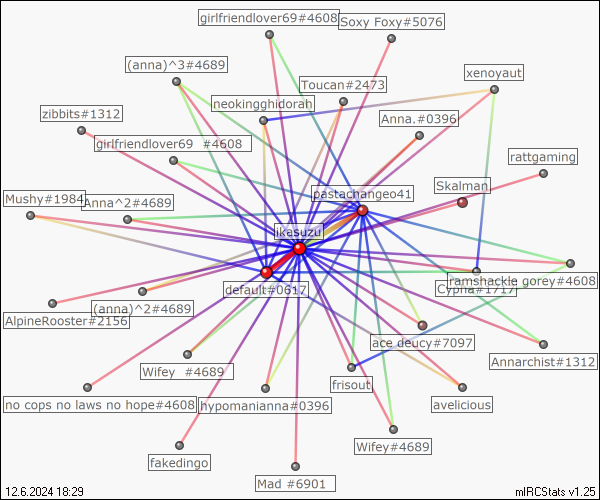 girlfriendlover69#4608
Soxy Foxy#5076
(anna)^3#4689
xenoyaut
Toucan#2473
neokingghidorah
zibbits#1312
Anna.#0396
girlfriendlover69 #4608
rattgaming
Skalman
pastachangeo41
Mushy#1984
Anna^2#4689
ikasuzu
default#0617
ramshackle gorey#4608
Cypha#1717
(anna)^2#4689
AlpineRooster#2156
ace deucy#7097
Annarchist#1312
Wifey #4689
frisout
no cops no laws no hope#4608
hypomanianna#0396
avelicious
Wifey#4689
fakedingo
Mad #6901
12.6.2024 18:29
mIRCStats v1.25